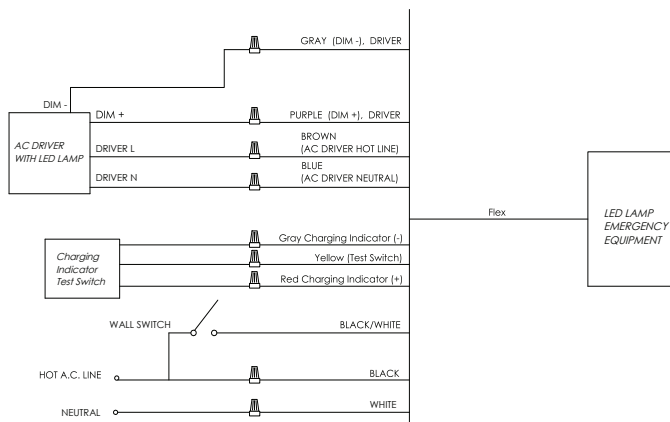 GRAY (DIM -), DRIVER
DIM -
DIM +
PURPLE (DIM +), DRIVER
AC DRIVER
WITH LED LAMP
DRIVER L
BROWN
(AC DRIVER HOT LINE)
DRIVER N
BLUE
(AC DRIVER NEUTRAL)
Flex
LED LAMP
EMERGENCY
EQUIPMENT
Charging
Indicator
Test Switch
Gray Charging Indicator (-)
Yellow (Test Switch)
Red Charging Indicator (+)
WALL SWITCH
BLACK/WHITE
HOT A.C. LINE
BLACK
NEUTRAL
WHITE